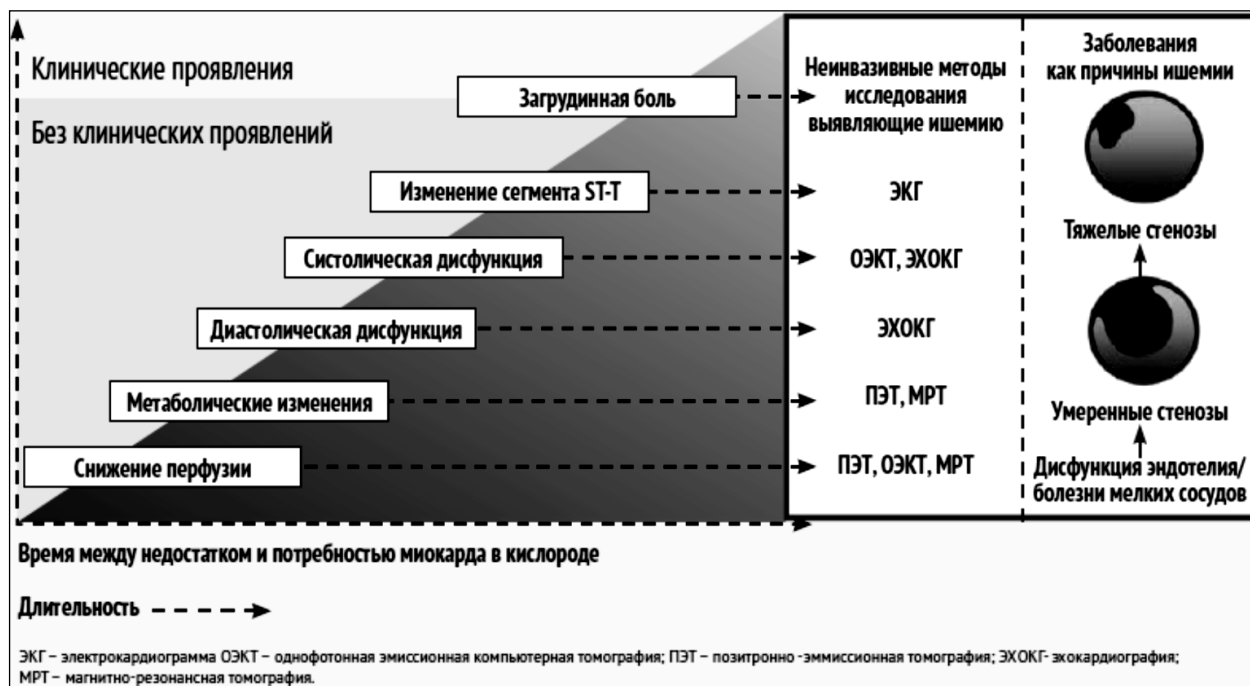 Клинические проявления
Без клинических проявлений
Загрудинная боль
Изменение сегмента ST-T
Систолическая дисфункция
Диастолическая дисфункция
Метаболические изменения
Снижение перфузии
Неинвазивные методы
исследования
выявляющие ишемию
ЭКГ
ОЭКТ, ЭХОКГ
ЭХОКГ
ПЭТ, МРТ
ПЭТ, ОЭКТ, МРТ
Заболевания
как причины ишемии
Тяжелые стенозы
Умеренные стенозы
Дисфункция эндотелия/
болезни мелких сосудов
Время между недостатком и потребностью миокарда в кислороде
Длительность
ЭКГ – электрокардиограмма ОЭКТ – однофотонная эмиссионная компьютерная томография; ПЭТ – позитронно -эммиссионная томография; ЭХОКГ- эхокардиография;
МРТ – магнитно-резонансная томография.